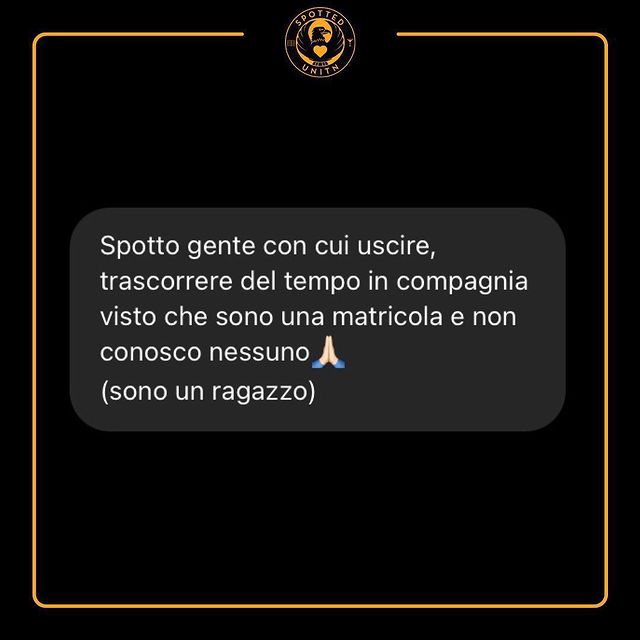 SPOTTED
UNITN
Spotto gente con cui uscire,
trascorrere del tempo in compagnia
visto che sono una matricola e non
conosco nessuno🙏🏻
(sono un ragazzo)